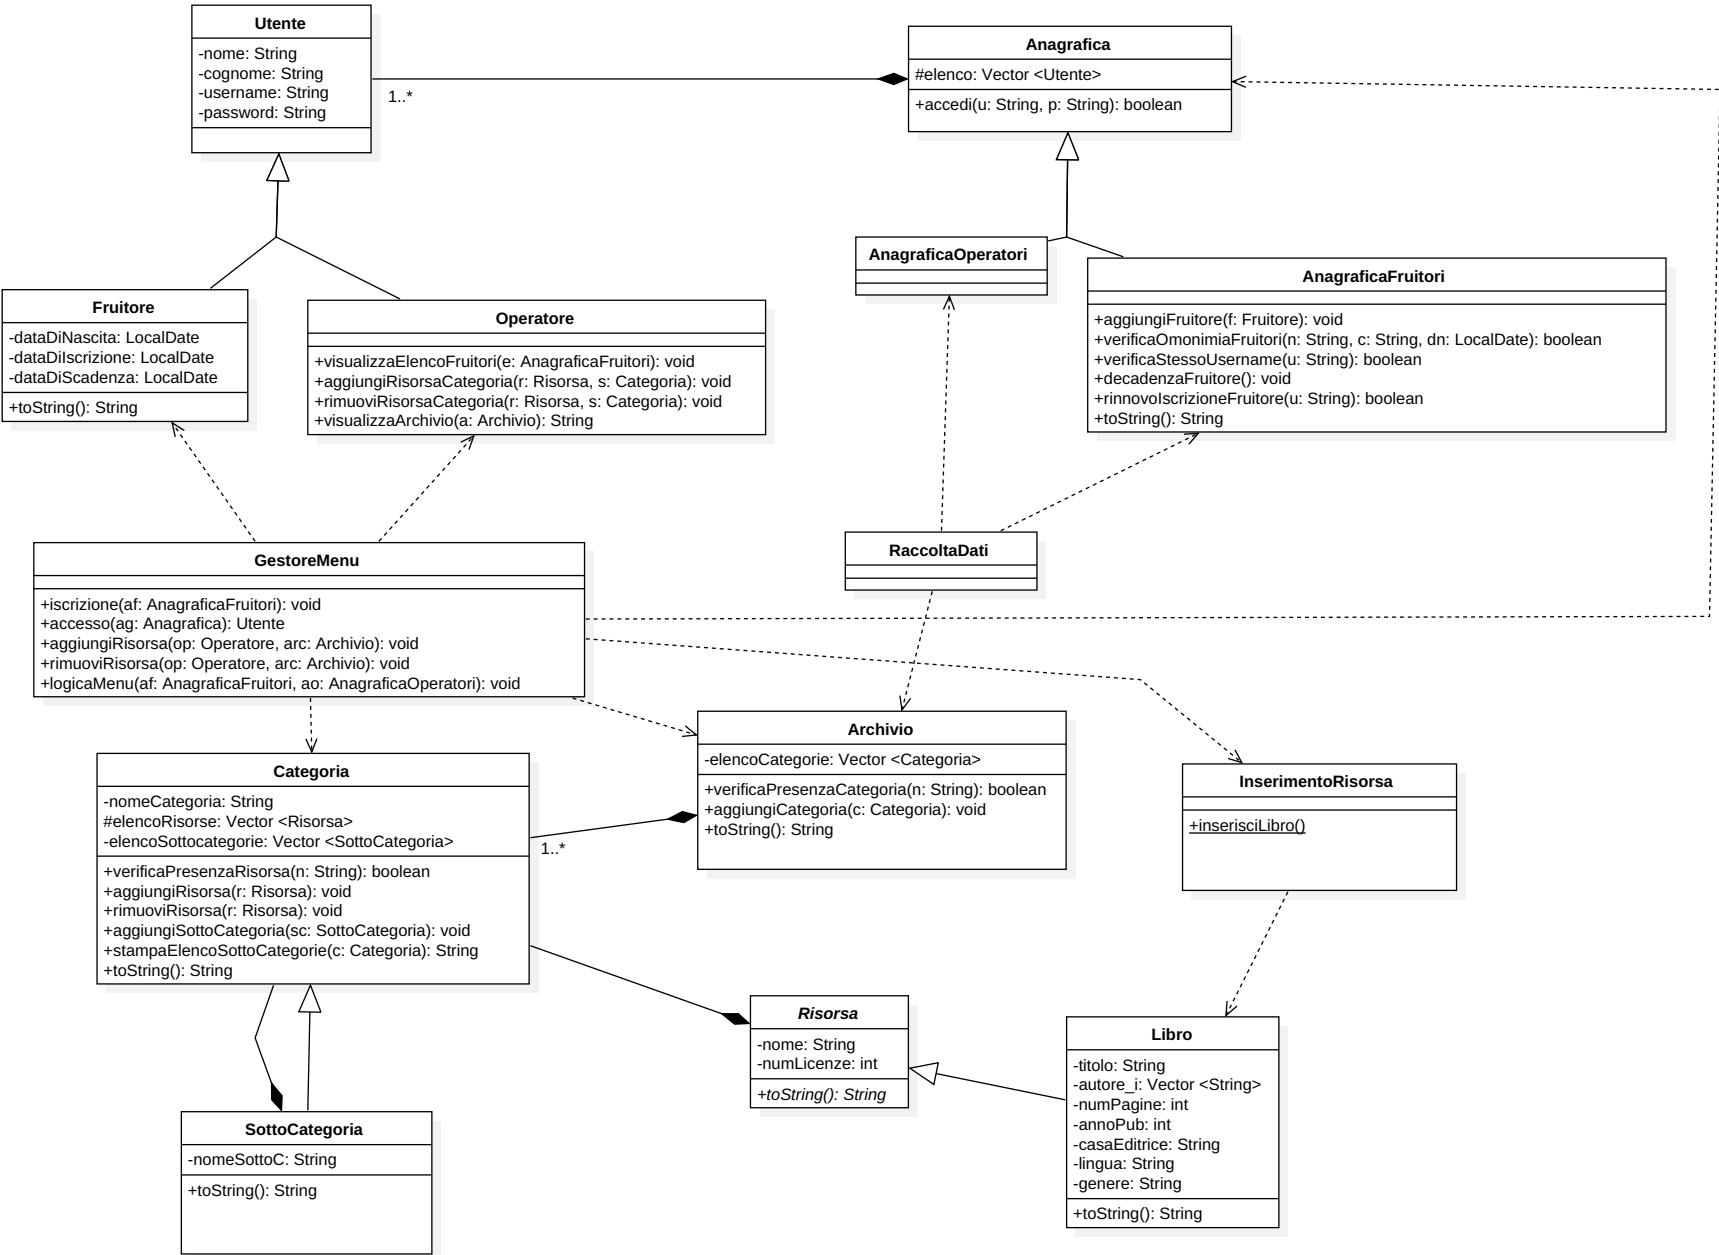 Utente
-nome: String
-cognome: String
-username: String
-password: String
1..*
Anagrafica
#elenco: Vector <Utente>
+accedi(u: String, p: String): boolean
AnagraficaOperatori
AnagraficaFruitori
+aggiungiFruitore(f: Fruitore): void
+verificaOmonimiaFruitori(n: String, c: String, dn: LocalDate): boolean
+verificaStessoUsername(u: String): boolean
+decadenzaFruitore(): void
+rinnovoIscrizioneFruitore(u: String): boolean
+toString(): String
Fruitore
-dataDiNascita: LocalDate
-dataDiIscrizione: LocalDate
-dataDiScadenza: LocalDate
+toString(): String
Operatore
+visualizzaElencoFruitori(e: AnagraficaFruitori): void
+aggiungiRisorsaCategoria(r: Risorsa, s: Categoria): void
+rimuoviRisorsaCategoria(r: Risorsa, s: Categoria): void
+visualizzaArchivio(a: Archivio): String
GestoreMenu
+iscrizione(af: AnagraficaFruitori): void
+accesso(ag: Anagrafica): Utente
+aggiungiRisorsa(op: Operatore, arc: Archivio): void
+rimuoviRisorsa(op: Operatore, arc: Archivio): void
+logicaMenu(af: AnagraficaFruitori, ao: AnagraficaOperatori): void
RaccoltaDati
Archivio
-elencoCategorie: Vector <Categoria>
+verificaPresenzaCategoria(n: String): boolean
+aggiungiCategoria(c: Categoria): void
+toString(): String
InserimentoRisorsa
+inserisciLibro()
Categoria
-nomeCategoria: String
#elencoRisorse: Vector <Risorsa>
-elencoSottocategorie: Vector <SottoCategoria>
+verificaPresenzaRisorsa(n: String): boolean
+aggiungiRisorsa(r: Risorsa): void
+rimuoviRisorsa(r: Risorsa): void
+aggiungiSottoCategoria(sc: SottoCategoria): void
+stampaElencoSottoCategorie(c: Categoria): String
+toString(): String
1..*
Risorsa
-nome: String
-numLicenze: int
+toString(): String
Libro
-titolo: String
-autore_i: Vector <String>
-numPagine: int
-annoPub: int
-casaEditrice: String
-lingua: String
-genere: String
+toString(): String
SottoCategoria
-nomeSottoC: String
+toString(): String